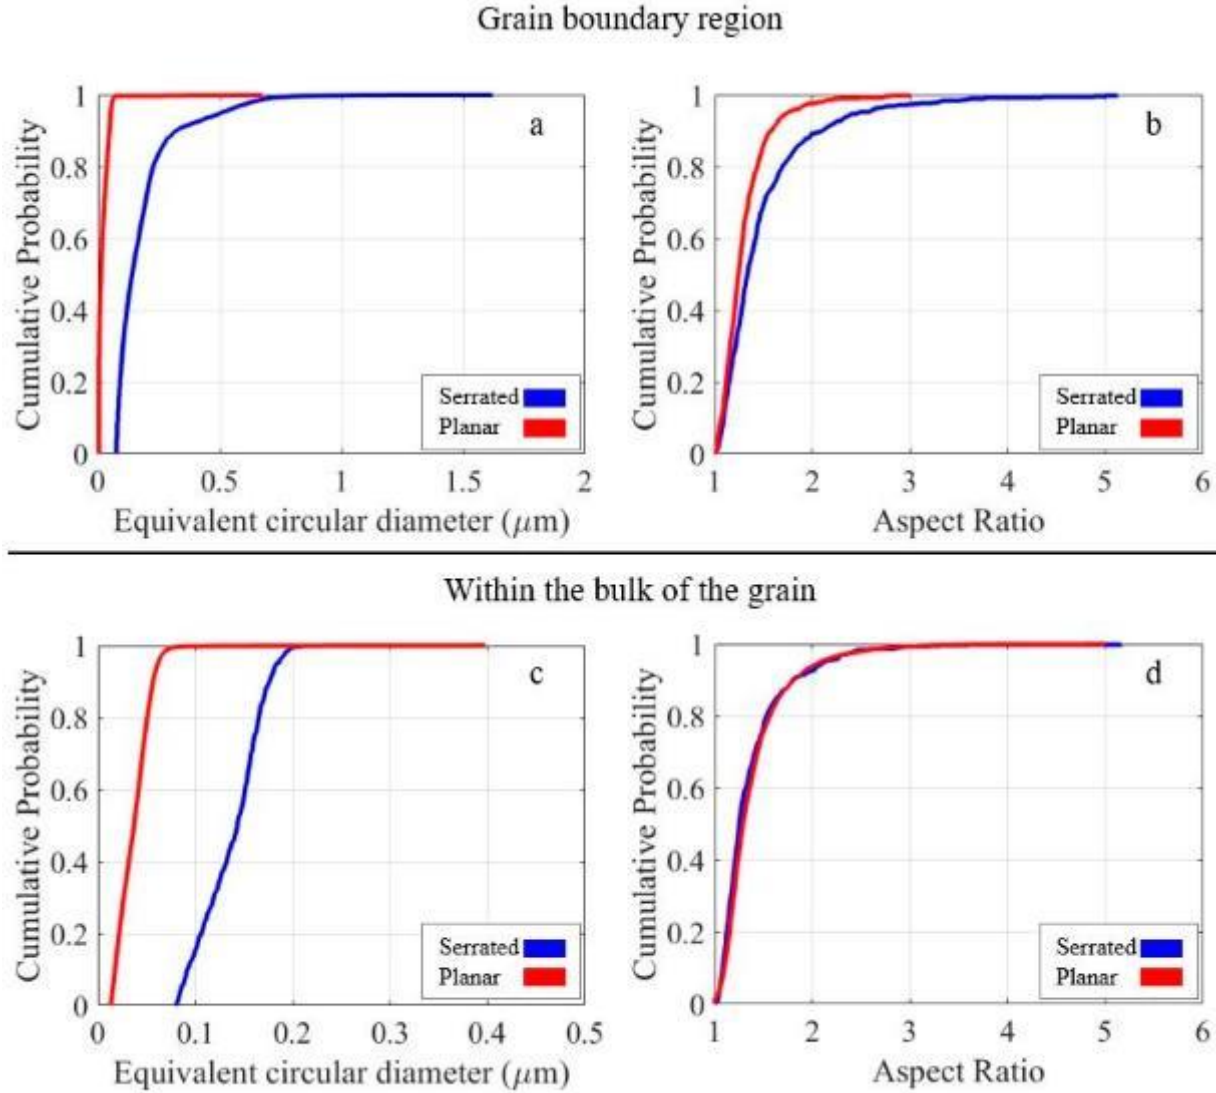 Grain boundary region
Cumulative Probability
1
0.8
0.6
0.4
0.2
0
a
Serrated
Planar
0 0.5 1 1.5 2
Equivalent circular diameter (μm)
Cumulative Probability
1
0.8
0.6
0.4
0.2
0
b
Serrated
Planar
1 2 3 4 5 6
Aspect Ratio
Within the bulk of the grain
Cumulative Probability
1
0.8
0.6
0.4
0.2
0
c
Serrated
Planar
0 0.1 0.2 0.3 0.4 0.5
Equivalent circular diameter (μm)
Cumulative Probability
1
0.8
0.6
0.4
0.2
0
d
Serrated
Planar
1 2 3 4 5 6
Aspect Ratio